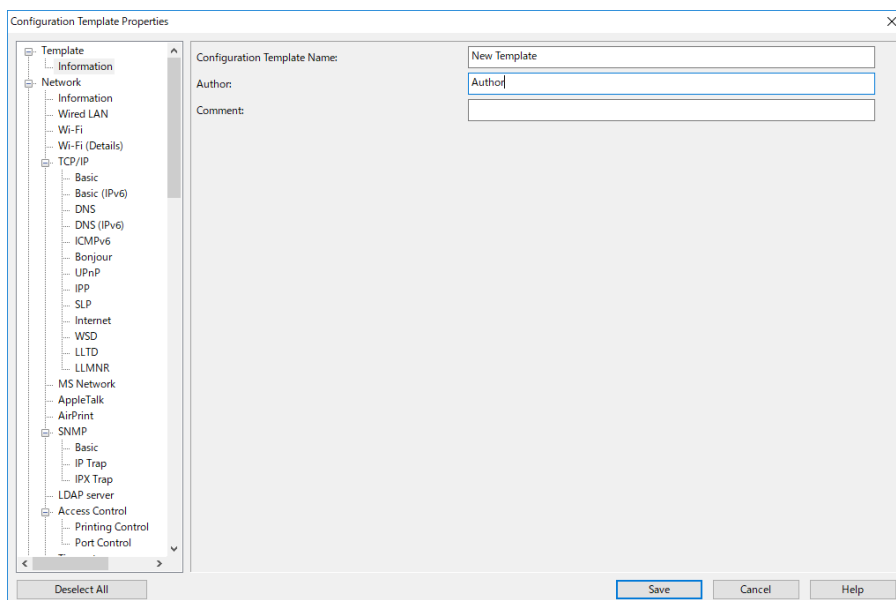 Configuration Template Properties
Template
Information
Network
Information
Wired LAN
Wi-Fi
Wi-Fi (Details)
TCP/IP
Basic
Basic (IPv6)
DNS
DNS (IPv6)
ICMPv6
Bonjour
UPnP
IPP
SLP
Internet
WSD
LLTD
LLMNR
MS Network
AppleTalk
AirPrint
SNMP
Basic
IP Trap
IPX Trap
LDAP server
Access Control
Printing Control
Port Control
Configuration Template Name: New Template
Author: Author
Comment:
Deselect All Save Cancel Help